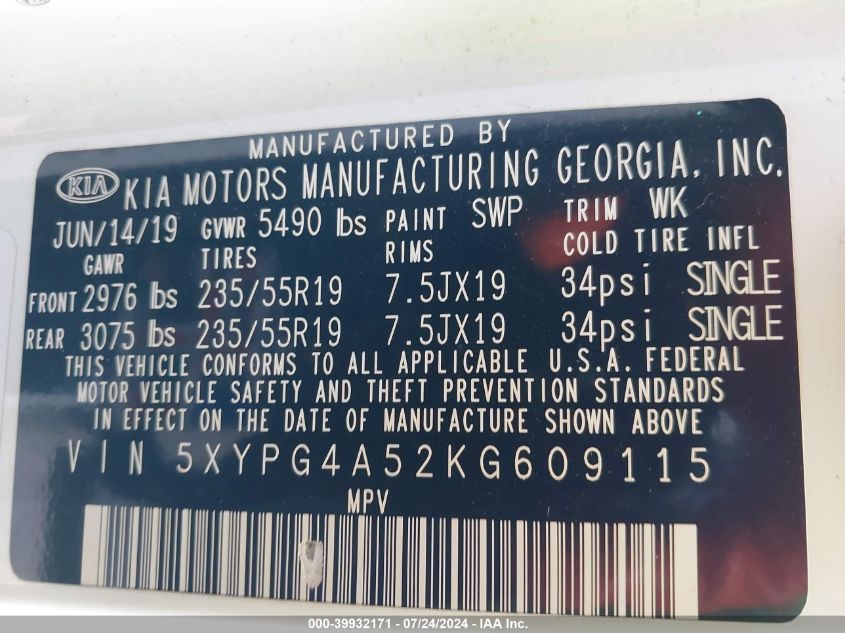 MANUFACTURED BY
KIA KIA MOTORS MANUFACTURING GEORGIA, INC.
JUN/14/19 GVWR 5490 lbs PAINT SWP TRIM WK
GAWR TIRES RIMS COLD TIRE INFL
FRONT 2976 lbs 235/55R19 7.5JX19 34psi SINGLE
REAR 3075 lbs 235/55R19 7.5JX19 34psi SINGLE
THIS VEHICLE CONFORMS TO ALL APPLICABLE U.S.A. FEDERAL
MOTOR VEHICLE SAFETY AND THEFT PREVENTION STANDARDS
IN EFFECT ON THE DATE OF MANUFACTURE SHOWN ABOVE
VIN 5XYPG4A52KG609115
MPV
000-39932171 - 07/24/2024 - IAA, Inc.